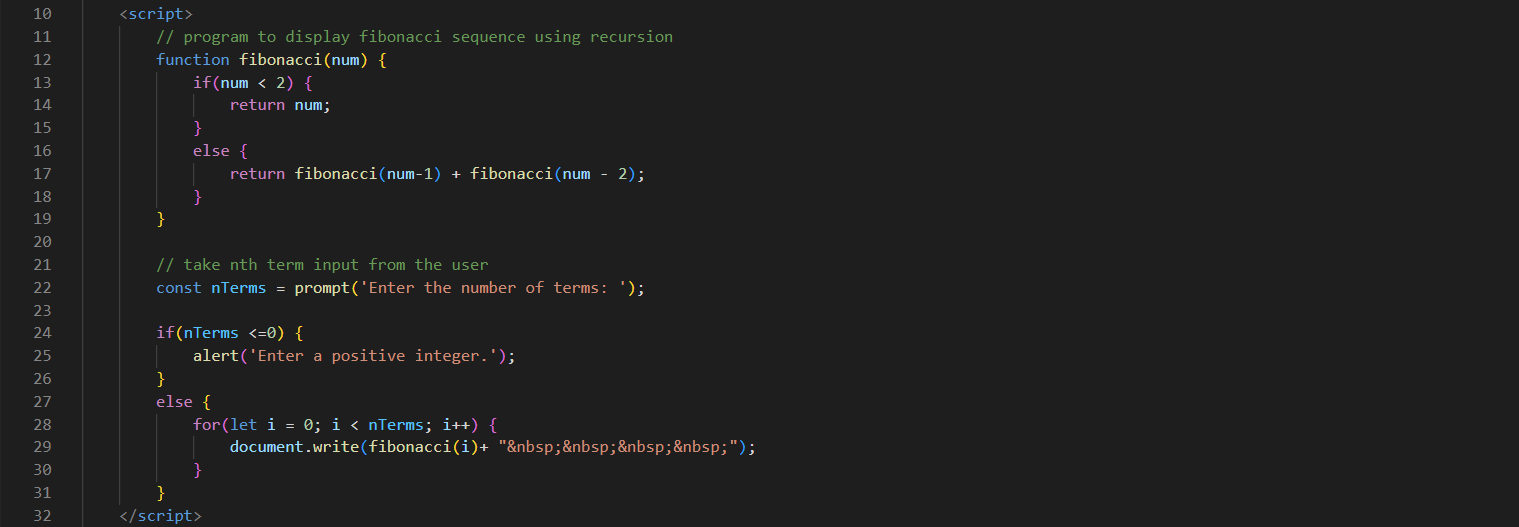 10 <script>
11 // program to display fibonacci sequence using recursion
12 function fibonacci(num) {
13 if(num < 2) {
14 return num;
15 }
16 else {
17 return fibonacci(num-1) + fibonacci(num - 2);
18 }
19 }
20
21 // take nth term input from the user
22 const nTerms = prompt('Enter the number of terms: ');
23
24 if(nTerms <=0) {
25 alert('Enter a positive integer.');
26 }
27 else {
28 for(let i = 0; i < nTerms; i++) {
29 document.write(fibonacci(i)+ "&nbsp;&nbsp;&nbsp;&nbsp;");
30 }
31 }
32 </script>